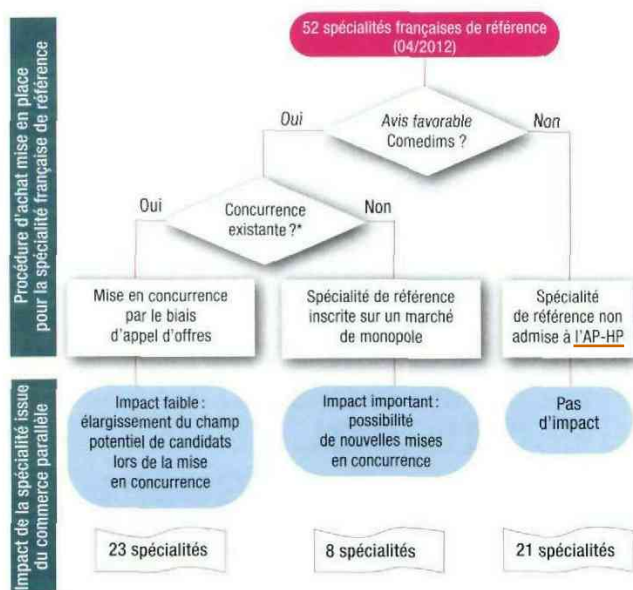 52 spécialités françaises de référence
(04/2012)
Procédure d'achat mise en place
pour la spécialité française de référence
Oui
Avis favorable
Comedims ?
Non
Oui
Concurrence
existante ?*
Non
Mise en concurrence
par le biais
d'appel d'offres
Spécialité de référence
inscrite sur un marché
de monopole
Spécialité
de référence non
admise à l'AP-HP
Impact de la spécialité issue
du commerce parallèle
Impact faible :
élargissement du champ
potentiel de candidats
lors de la mise
en concurrence
Impact important :
possibilité
de nouvelles mises
en concurrence
Pas
d'impact
23 spécialités
8 spécialités
21 spécialités